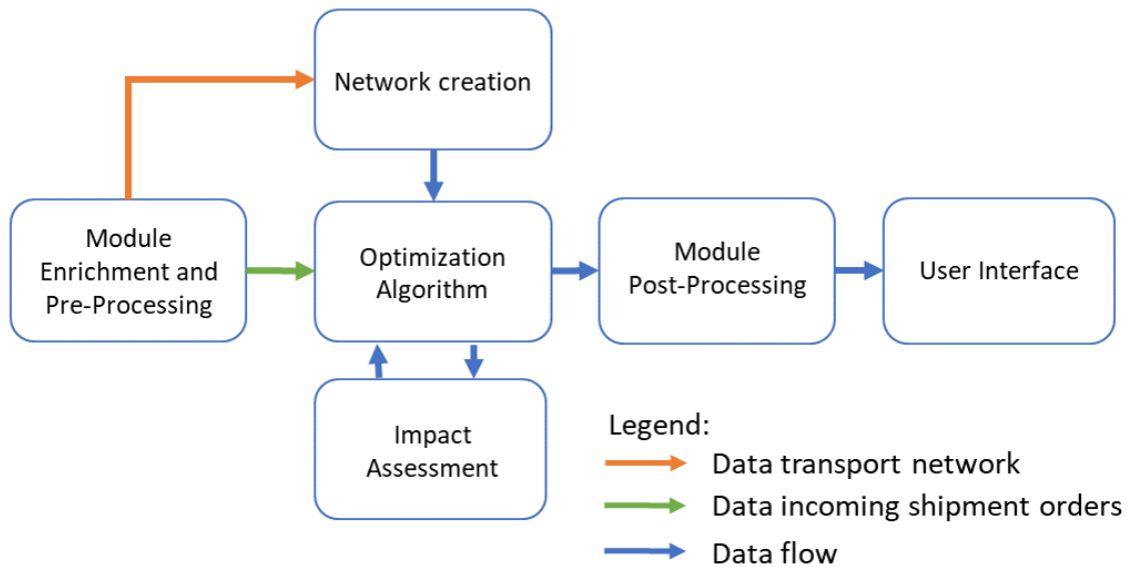 Network creation
Module
Enrichment and
Pre-Processing
Optimization
Algorithm
Module
Post-Processing
User Interface
Impact
Assessment
Legend:
Data transport network
Data incoming shipment orders
Data flow